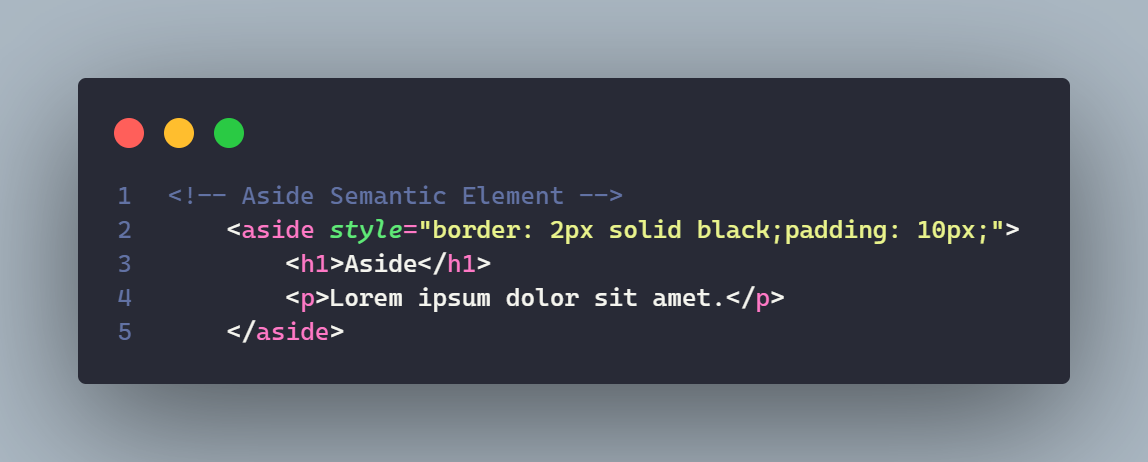 1 <!-- Aside Semantic Element -->
2 <aside style="border: 2px solid black;padding: 10px;">
3 <h1>Aside</h1>
4 <p>Lorem ipsum dolor sit amet.</p>
5 </aside>